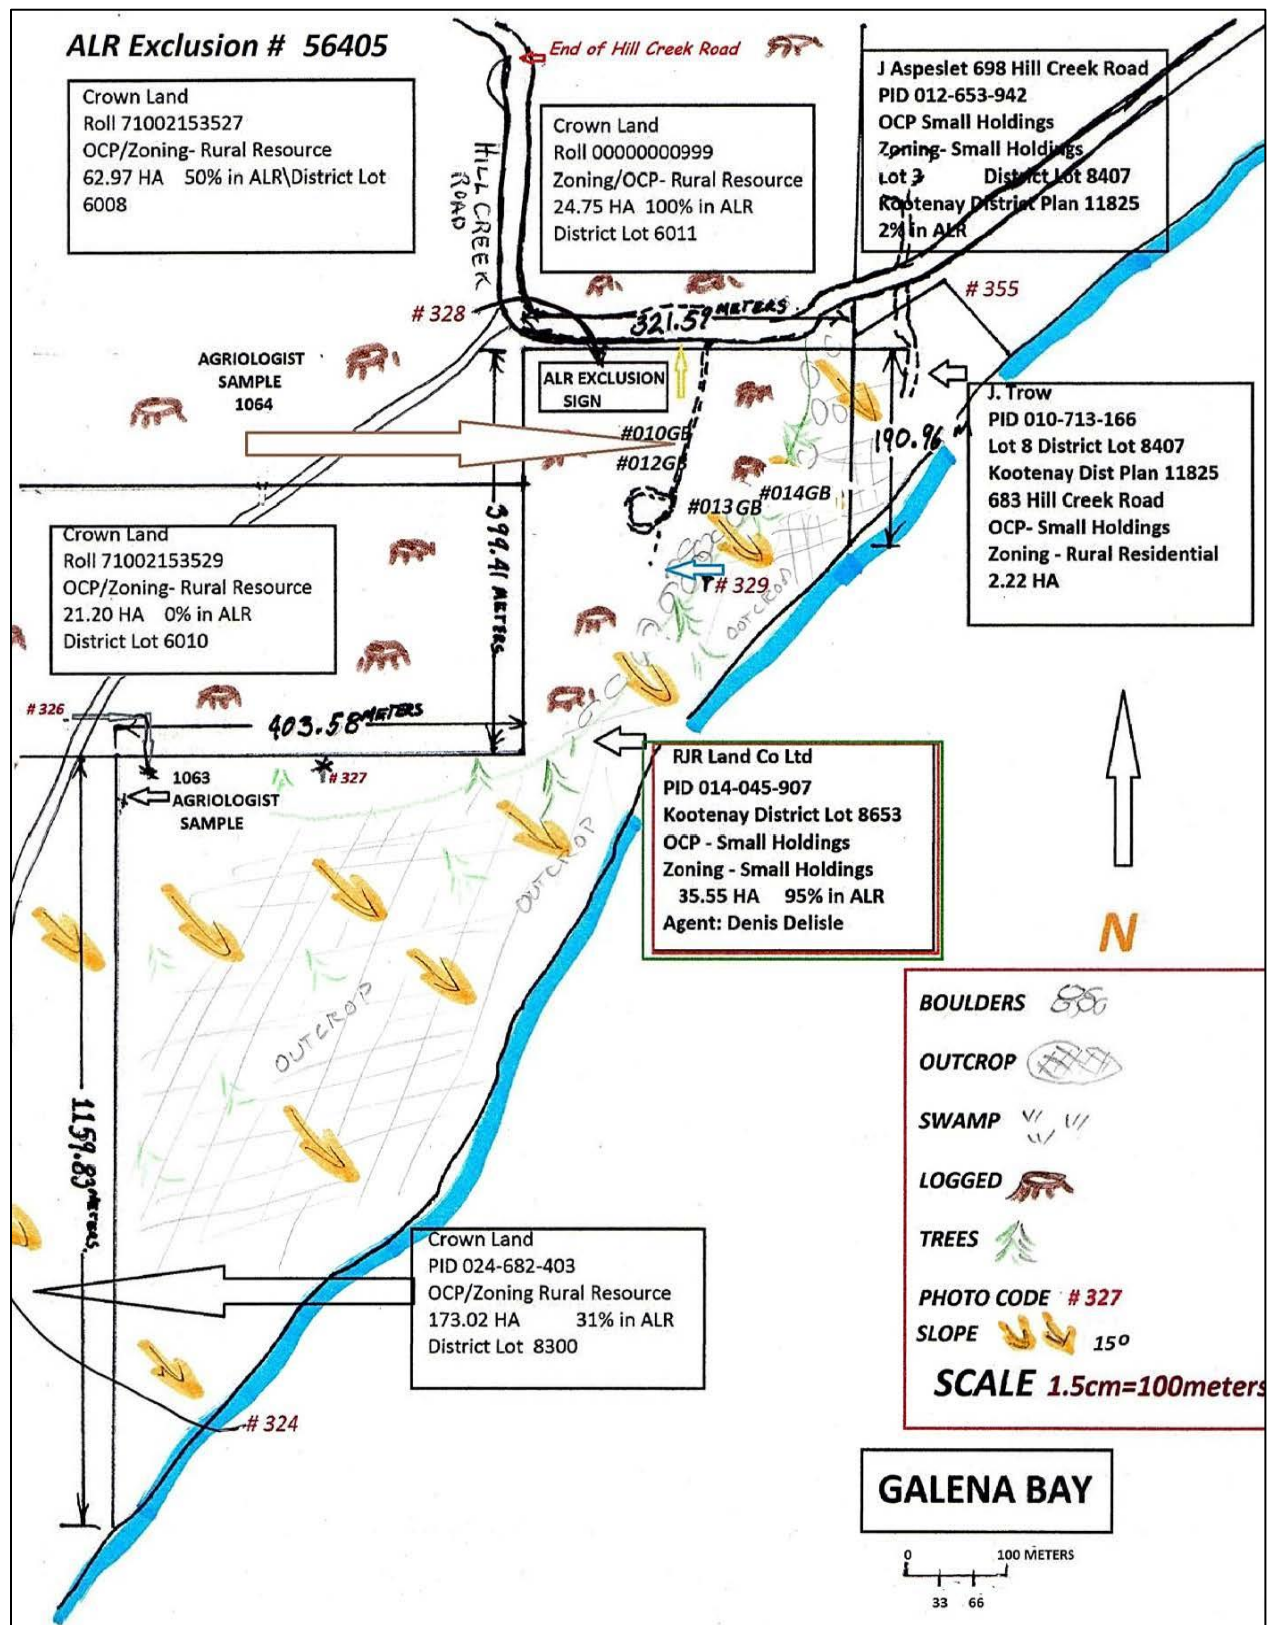 ALR Exclusion # 56405
End of Hill Creek Road
Crown Land
Roll 71002153527
OCP/Zoning- Rural Resource
62.97 HA 50% in ALR\District Lot
6008
HILL CREEK
ROAD
Crown Land
Roll 00000000999
Zoning/OCP- Rural Resource
24.75 HA 100% in ALR
District Lot 6011
J Aspeslet 698 Hill Creek Road
PID 012-653-942
OCP Small Holdings
Zoning- Small Holdings
Lot 3 District Lot 8407
Kootenay District Plan 11825
2% in ALR
# 328
321.59 METERS
# 355
AGRIOLOGIST
SAMPLE
1064
ALR EXCLUSION
SIGN
#010GB
#012GB
#013GB
#014GB
190.96 M
J. Trow
PID 010-713-166
Lot 8 District Lot 8407
Kootenay Dist Plan 11825
683 Hill Creek Road
OCP- Small Holdings
Zoning - Rural Residential
2.22 HA
399.41 METERS
Crown Land
Roll 71002153529
OCP/Zoning- Rural Resource
21.20 HA 0% in ALR
District Lot 6010
# 329
OUTCROP
# 326
403.58 METERS
1063
AGRIOLOGIST
SAMPLE
# 327
RJR Land Co Ltd
PID 014-045-907
Kootenay District Lot 8653
OCP - Small Holdings
Zoning - Small Holdings
35.55 HA 95% in ALR
Agent: Denis Delisle
OUTCROP
N
OUTCROP
1159.83 METERS
BOULDERS
OUTCROP
SWAMP
LOGGED
TREES
PHOTO CODE # 327
SLOPE 15°
SCALE 1.5cm=100meters
Crown Land
PID 024-682-403
OCP/Zoning Rural Resource
173.02 HA 31% in ALR
District Lot 8300
# 324
GALENA BAY
0 100 METERS
33 66